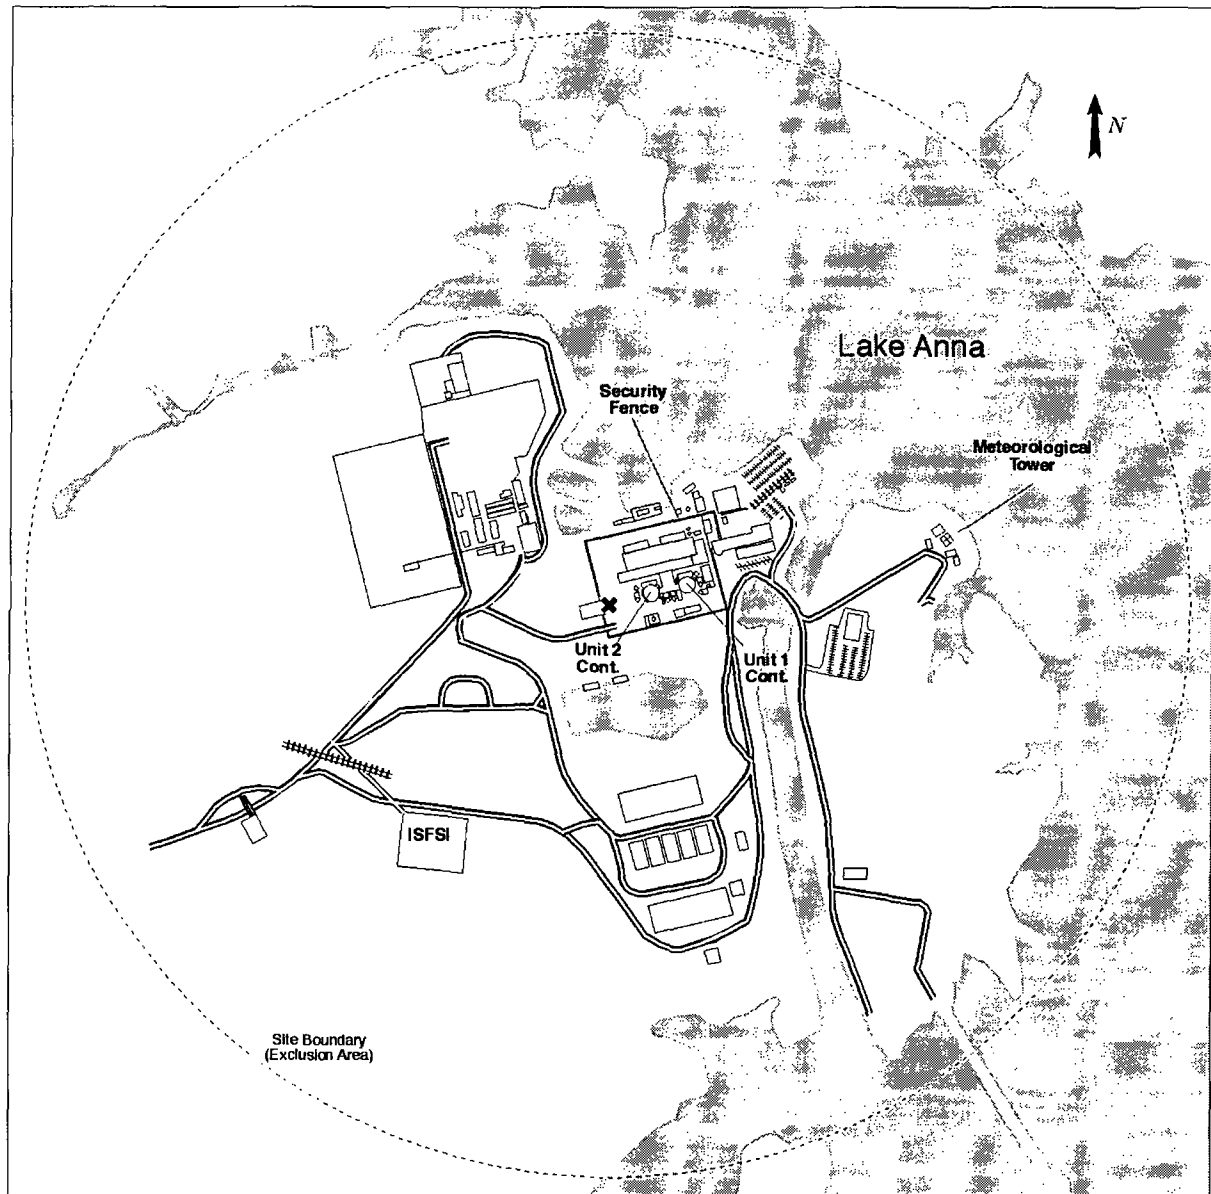 N
Lake Anna
Security
Fence
Meteorological
Tower
Unit 2
Cont.
Unit 1
Cont.
ISFSI
Site Boundary
(Exclusion Area)